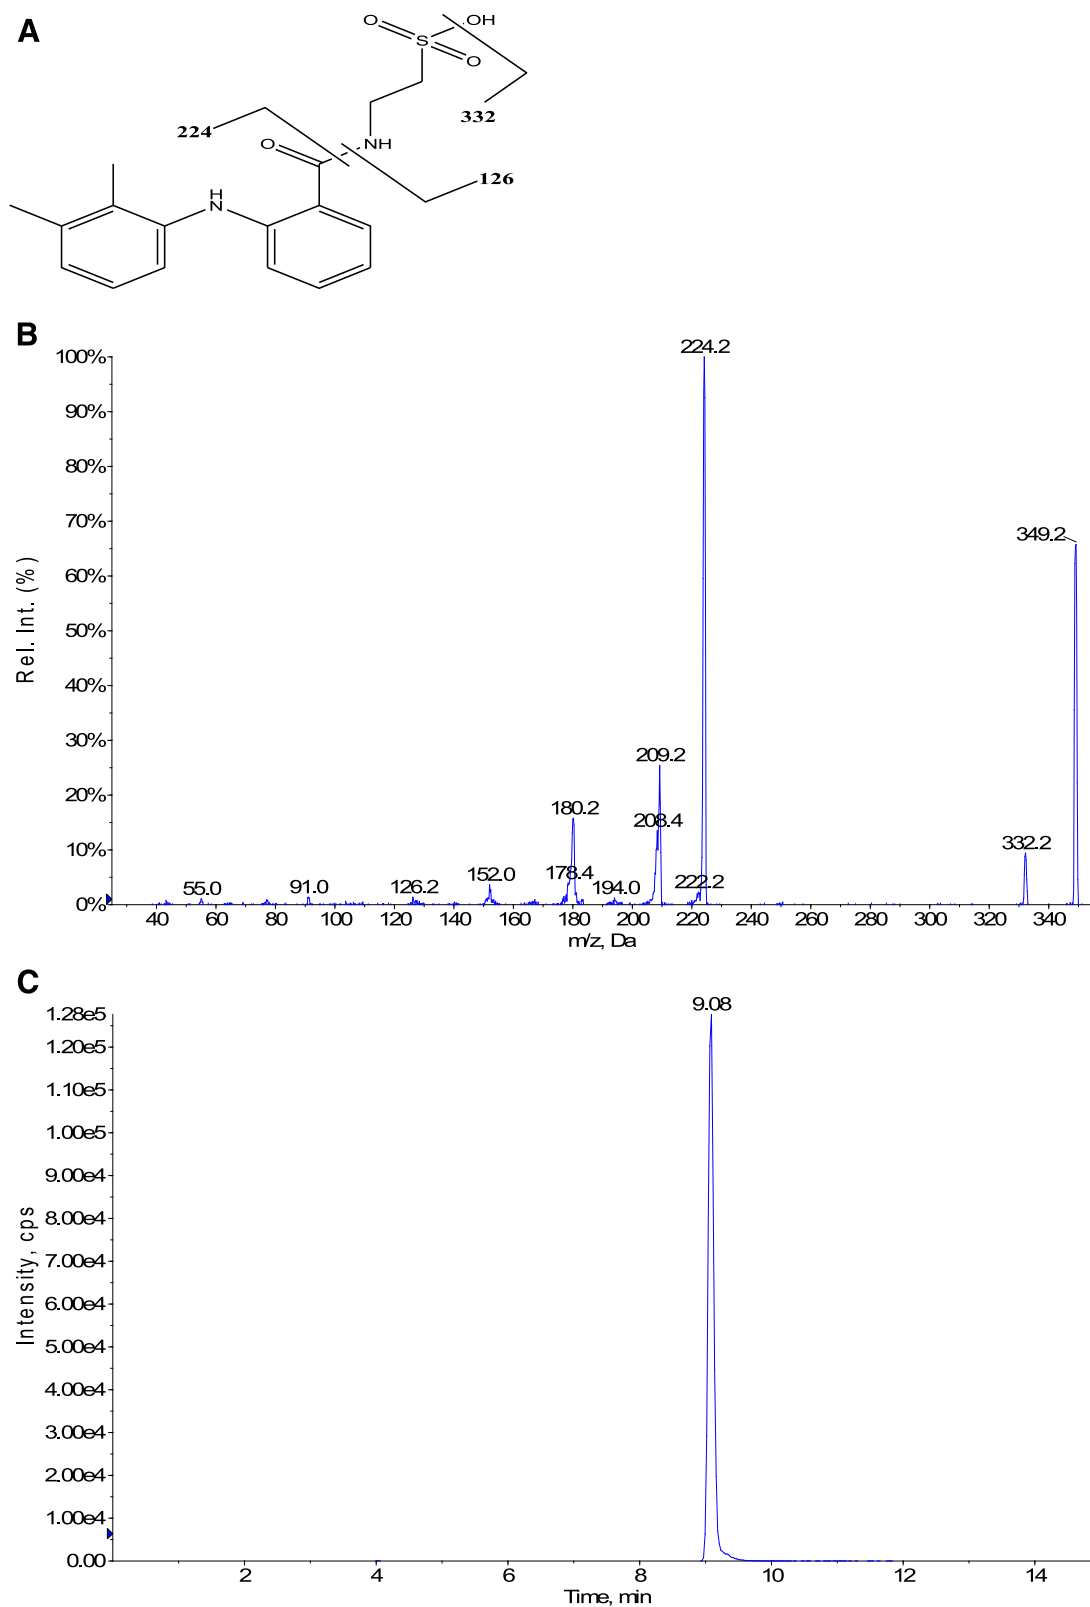 A
O
OH
S
O
332
224
O
NH
126
H
N
B
224.2
100%
90%
80%
70%
349.2
60%
50%
40%
30%
209.2
20%
180.2
208.4
10%
332.2
178.4
152.0
222.2
194.0
126.2
91.0
55.0
0%
40 60 80 100 120 140 160 180 200 220 240 260 280 300 320 340
m/z, Da
Rel. Int. (%)
C
9.08
1.28e5
1.20e5
1.10e5
1.00e5
9.00e4
8.00e4
7.00e4
6.00e4
5.00e4
4.00e4
3.00e4
2.00e4
1.00e4
0.00
2 4 6 8 10 12 14
Time, min
Intensity, cps